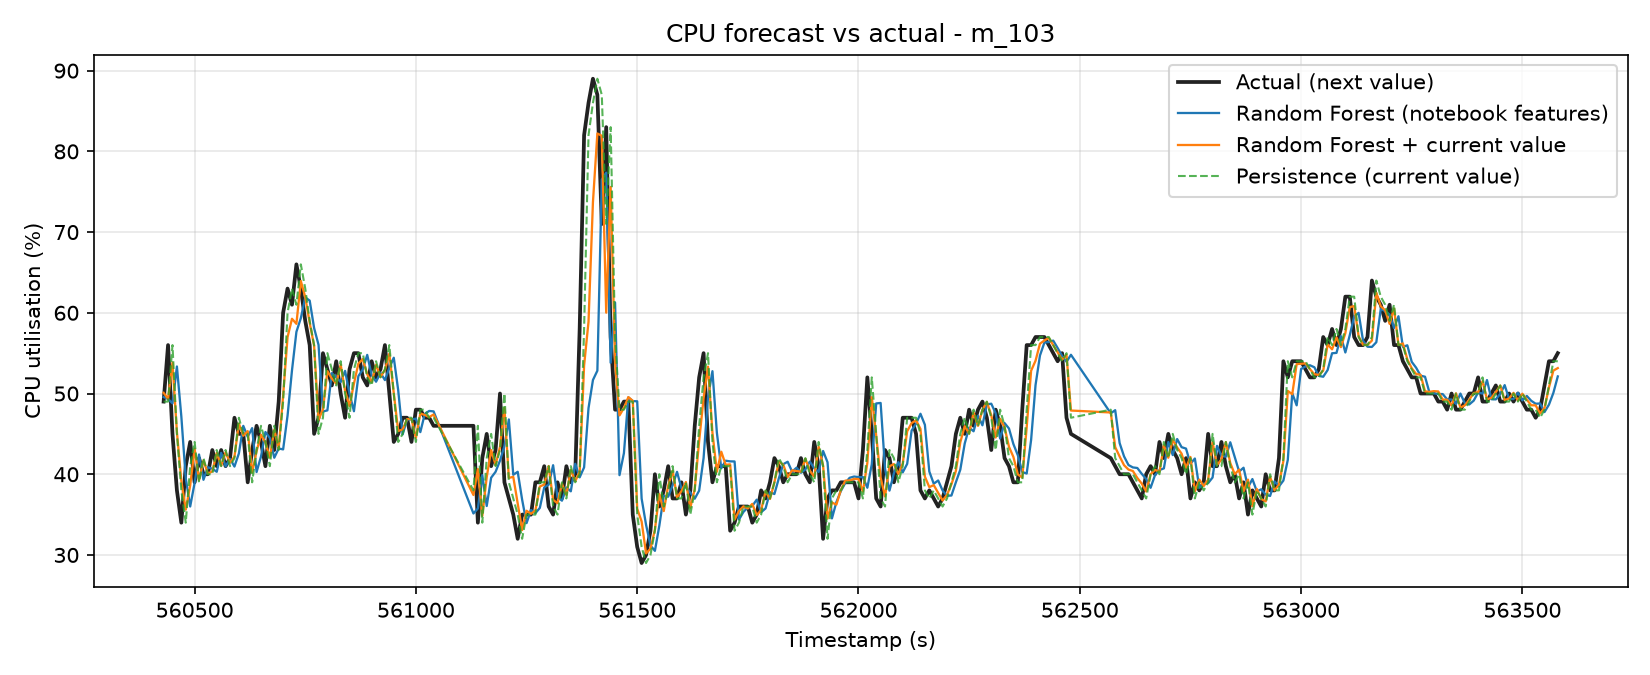 CPU forecast vs actual - m_103
90
80
70
60
50
40
30
CPU utilisation (%)
Actual (next value)
Random Forest (notebook features)
Random Forest + current value
Persistence (current value)
560500 561000 561500 562000 562500 563000 563500
Timestamp (s)